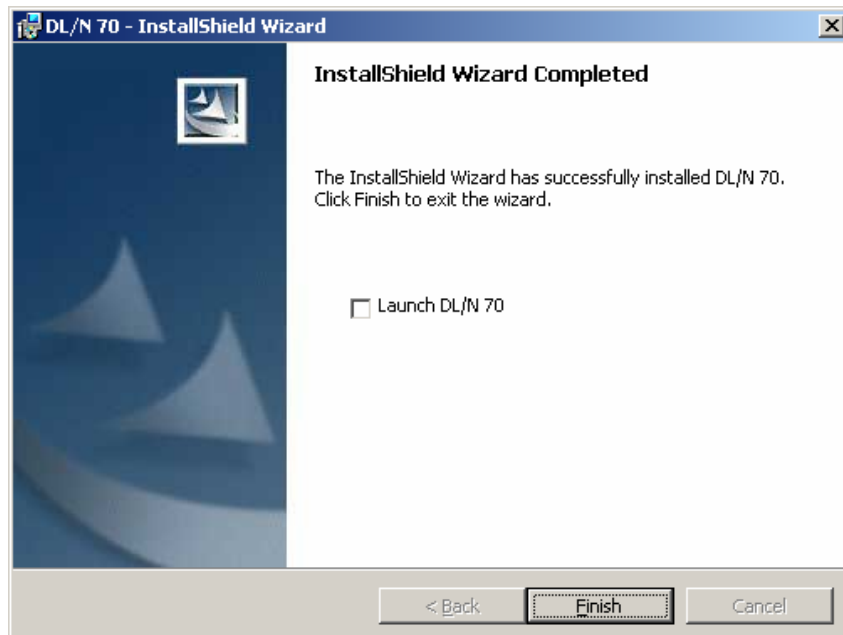 DL/N 70 - InstallShield Wizard
InstallShield Wizard Completed
The InstallShield Wizard has successfully installed DL/N 70.
Click Finish to exit the wizard.
Launch DL/N 70
< Back Finish Cancel